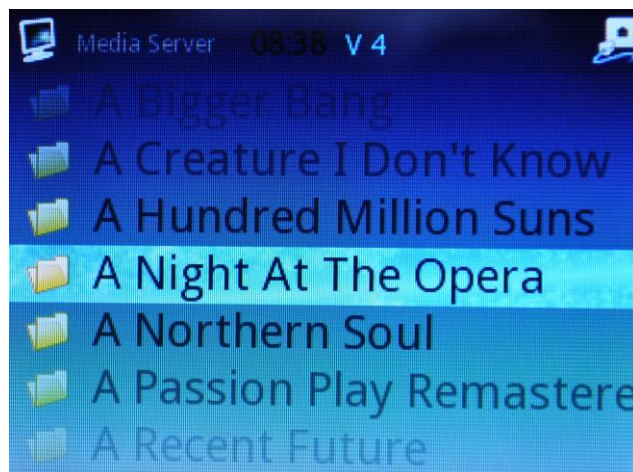 Media Server 08:38 V 4
A Bigger Bang
A Creature I Don't Know
A Hundred Million Suns
A Night At The Opera
A Northern Soul
A Passion Play Remastere
A Recent Future